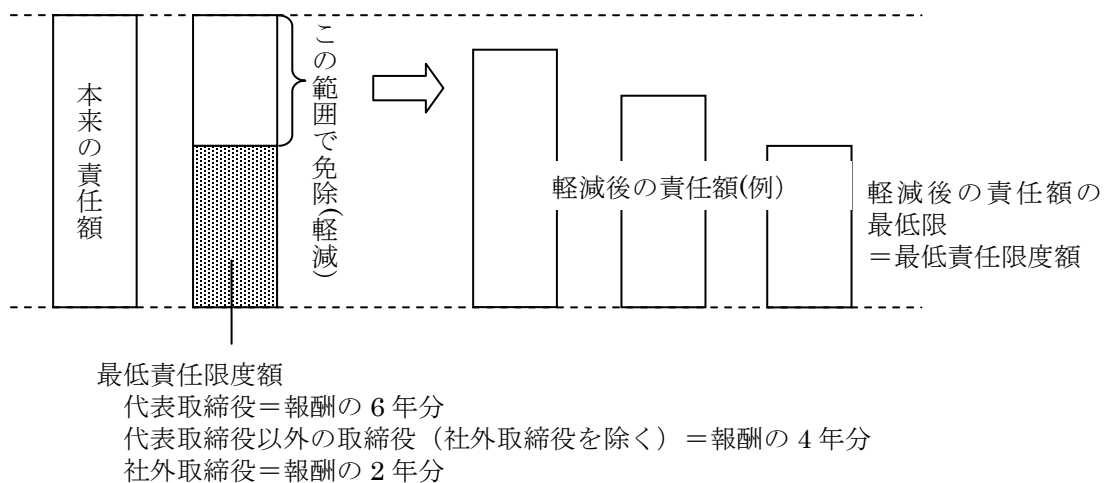 本来の責任額
この範囲で免除(軽減)
軽減後の責任額(例)
軽減後の責任額の
最低限
＝最低責任限度額
最低責任限度額
代表取締役＝報酬の 6 年分
代表取締役以外の取締役（社外取締役を除く）＝報酬の 4 年分
社外取締役＝報酬の 2 年分